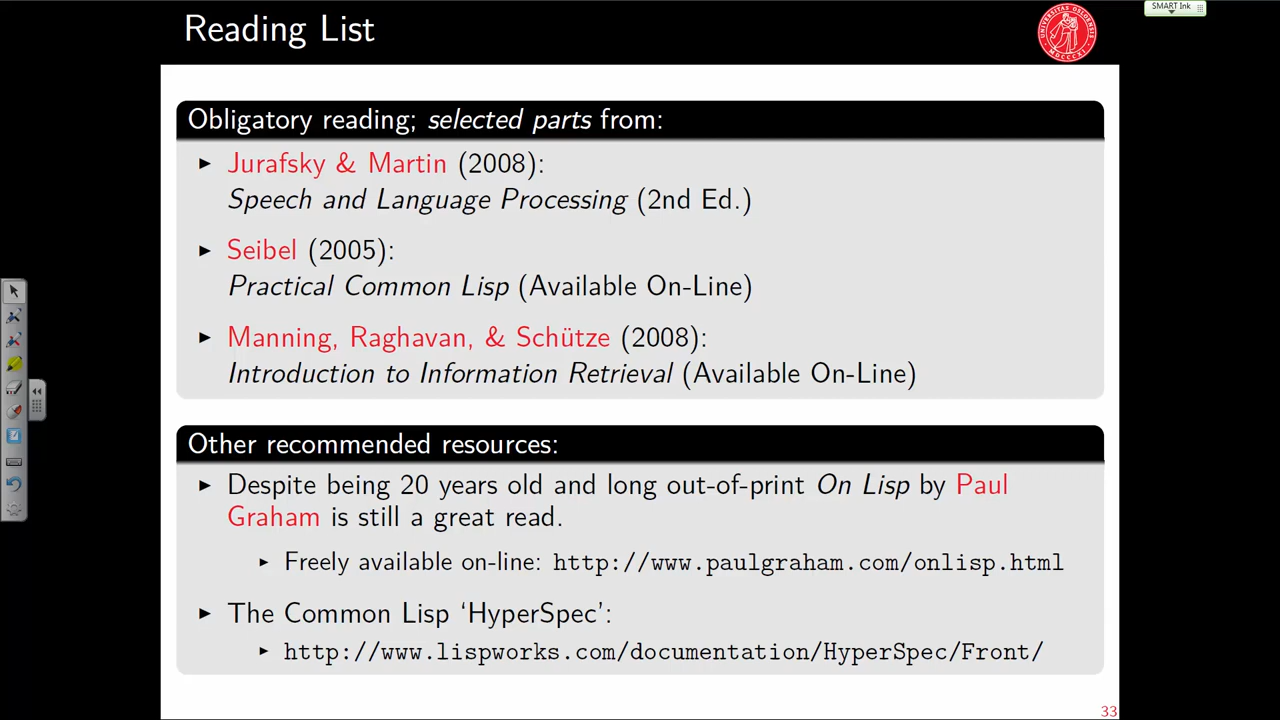 SMART Ink
Reading List
UNIVERSITAS OSLOENSIS
MDCCCXI
Obligatory reading; selected parts from:
► Jurafsky & Martin (2008):
Speech and Language Processing (2nd Ed.)
► Seibel (2005):
Practical Common Lisp (Available On-Line)
► Manning, Raghavan, & Schütze (2008):
Introduction to Information Retrieval (Available On-Line)
Other recommended resources:
► Despite being 20 years old and long out-of-print On Lisp by Paul
Graham is still a great read.
► Freely available on-line: http://www.paulgraham.com/onlisp.html
► The Common Lisp ‘HyperSpec’:
► http://www.lispworks.com/documentation/HyperSpec/Front/
33